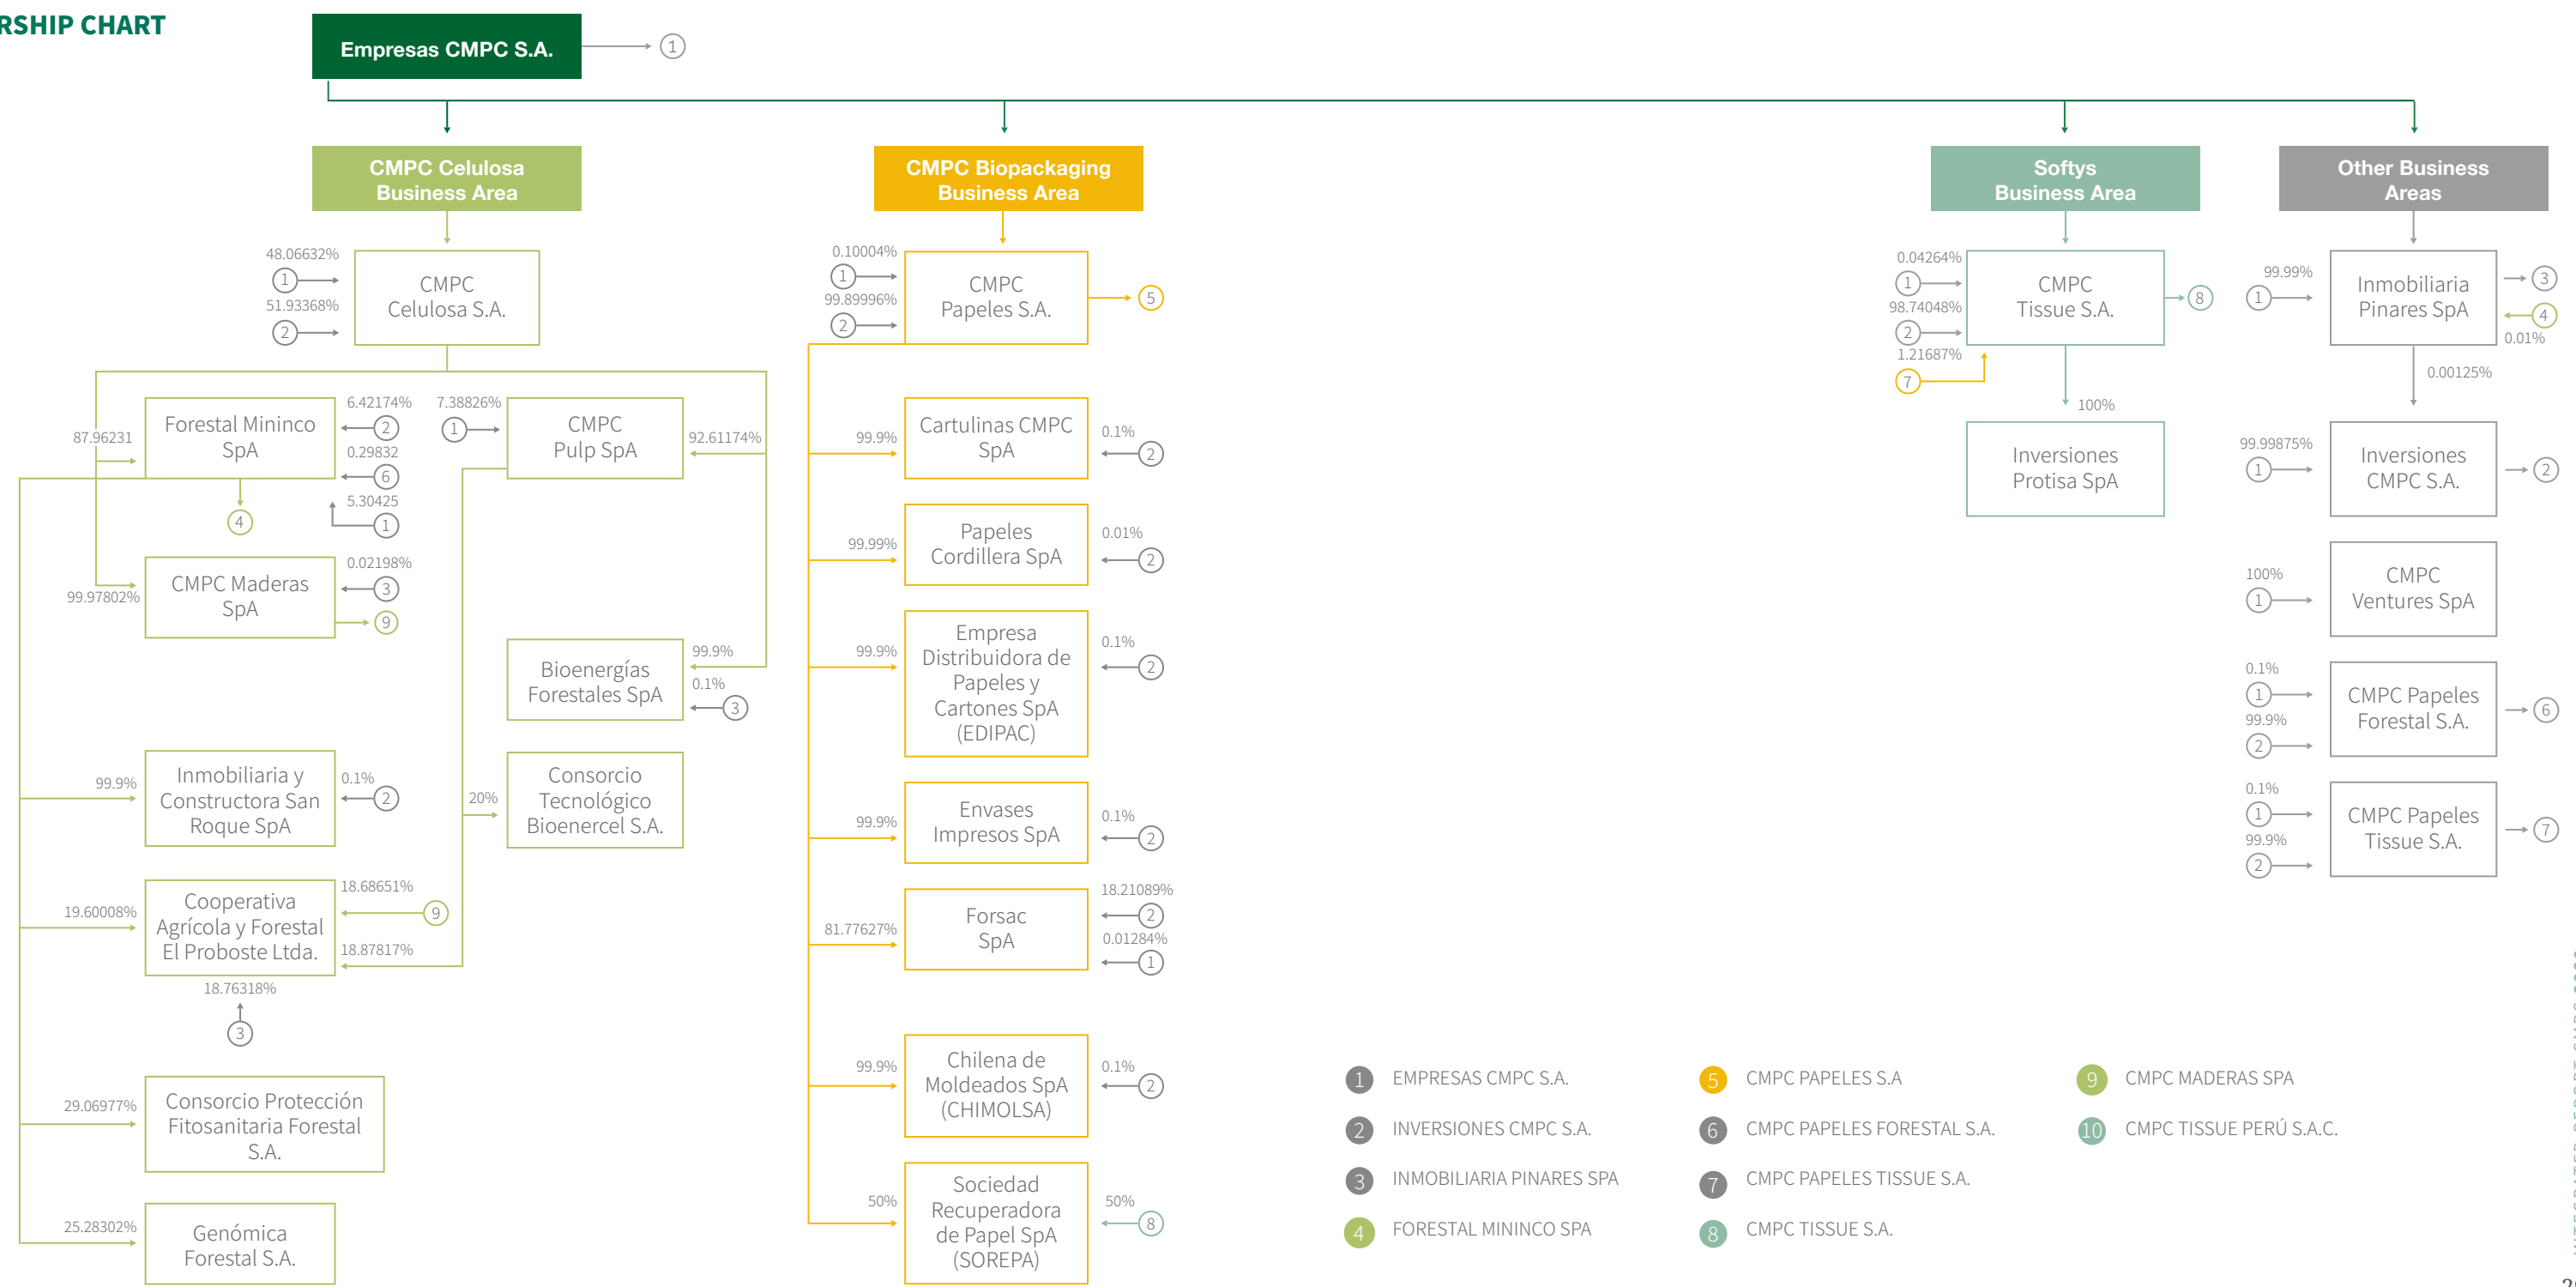 RSHIP CHART
Empresas CMPC S.A.
1
CMPC Celulosa
Business Area
CMPC Biopackaging
Business Area
Softys
Business Area
Other Business
Areas
48.06632%
1
51.93368%
2
CMPC
Celulosa S.A.
87.96231
Forestal Mininco
SpA
6.42174%
2
0.29832
6
5.30425
1
4
7.38826%
1
CMPC
Pulp SpA
92.61174%
99.97802%
CMPC Maderas
SpA
0.02198%
3
9
Bioenergías
Forestales SpA
99.9%
0.1%
3
99.9%
Inmobiliaria y
Constructora San
Roque SpA
0.1%
2
20%
Consorcio
Tecnológico
Bioenercel S.A.
19.60008%
Cooperativa
Agrícola y Forestal
El Proboste Ltda.
18.68651%
9
18.87817%
18.76318%
3
29.06977%
Consorcio Protección
Fitosanitaria Forestal
S.A.
25.28302%
Genómica
Forestal S.A.
0.10004%
1
99.89996%
2
CMPC
Papeles S.A.
5
99.9%
Cartulinas CMPC
SpA
0.1%
2
99.99%
Papeles
Cordillera SpA
0.01%
2
99.9%
Empresa
Distribuidora de
Papeles y
Cartones SpA
(EDIPAC)
0.1%
2
99.9%
Envases
Impresos SpA
0.1%
2
81.77627%
Forsac
SpA
18.21089%
2
0.01284%
1
99.9%
Chilena de
Moldeados SpA
(CHIMOLSA)
0.1%
2
50%
Sociedad
Recuperadora
de Papel SpA
(SOREPA)
50%
8
0.04264%
1
98.74048%
2
1.21687%
7
CMPC
Tissue S.A.
8
100%
Inversiones
Protisa SpA
99.99%
1
Inmobiliaria
Pinares SpA
3
4
0.01%
0.00125%
99.99875%
1
Inversiones
CMPC S.A.
2
100%
1
CMPC
Ventures SpA
0.1%
1
99.9%
2
CMPC Papeles
Forestal S.A.
6
0.1%
1
99.9%
2
CMPC Papeles
Tissue S.A.
7
1 EMPRESAS CMPC S.A.
2 INVERSIONES CMPC S.A.
3 INMOBILIARIA PINARES SPA
4 FORESTAL MININCO SPA
5 CMPC PAPELES S.A
6 CMPC PAPELES FORESTAL S.A.
7 CMPC PAPELES TISSUE S.A.
8 CMPC TISSUE S.A.
9 CMPC MADERAS SPA
10 CMPC TISSUE PERÚ S.A.C.